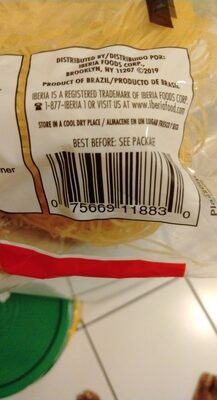 DISTRIBUTED BY/DISTRIBUIDO POR:
IBERIA FOODS CORP.
BROOKLYN, NY 11207 ©2019
PRODUCT OF BRAZIL/PRODUCTO DE BRASIL
IBERIA IS A REGISTERED TRADEMARK OF IBERIA FOODS CORP.
☎ 1-877-IBERIA 1 OR VISIT US AT www.iberiafood.com
STORE IN A COOL DRY PLACE / ALMACENE EN UN LUGAR FRESCO / SECO
BEST BEFORE: SEE PACKAE
0 75669 11883 0
mer